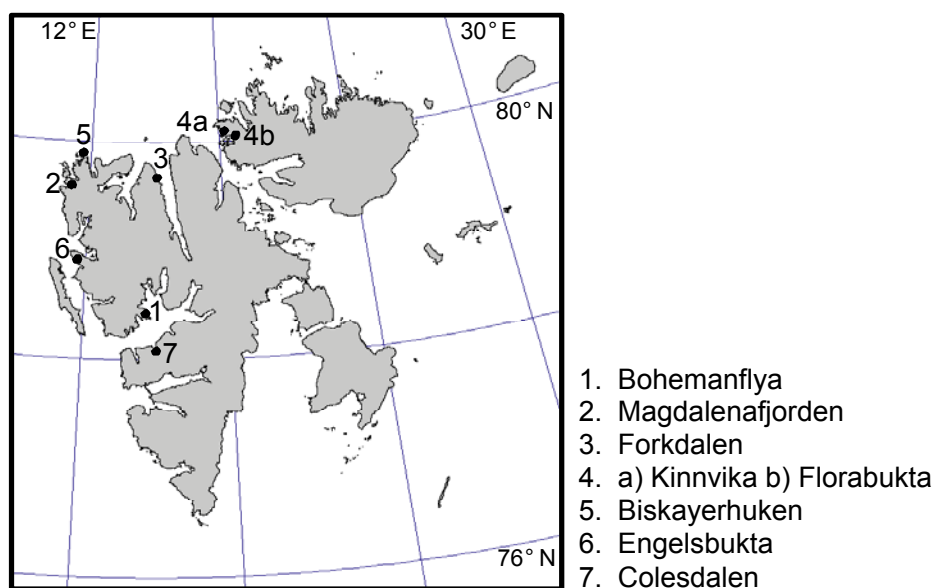 12° E
30° E
80° N
4a
4b
5
3
2
6
1
7
76° N
1. Bohemanflya
2. Magdalenafjorden
3. Forkdalen
4. a) Kinnvika b) Florabukta
5. Biskayerhuken
6. Engelsbukta
7. Colesdalen